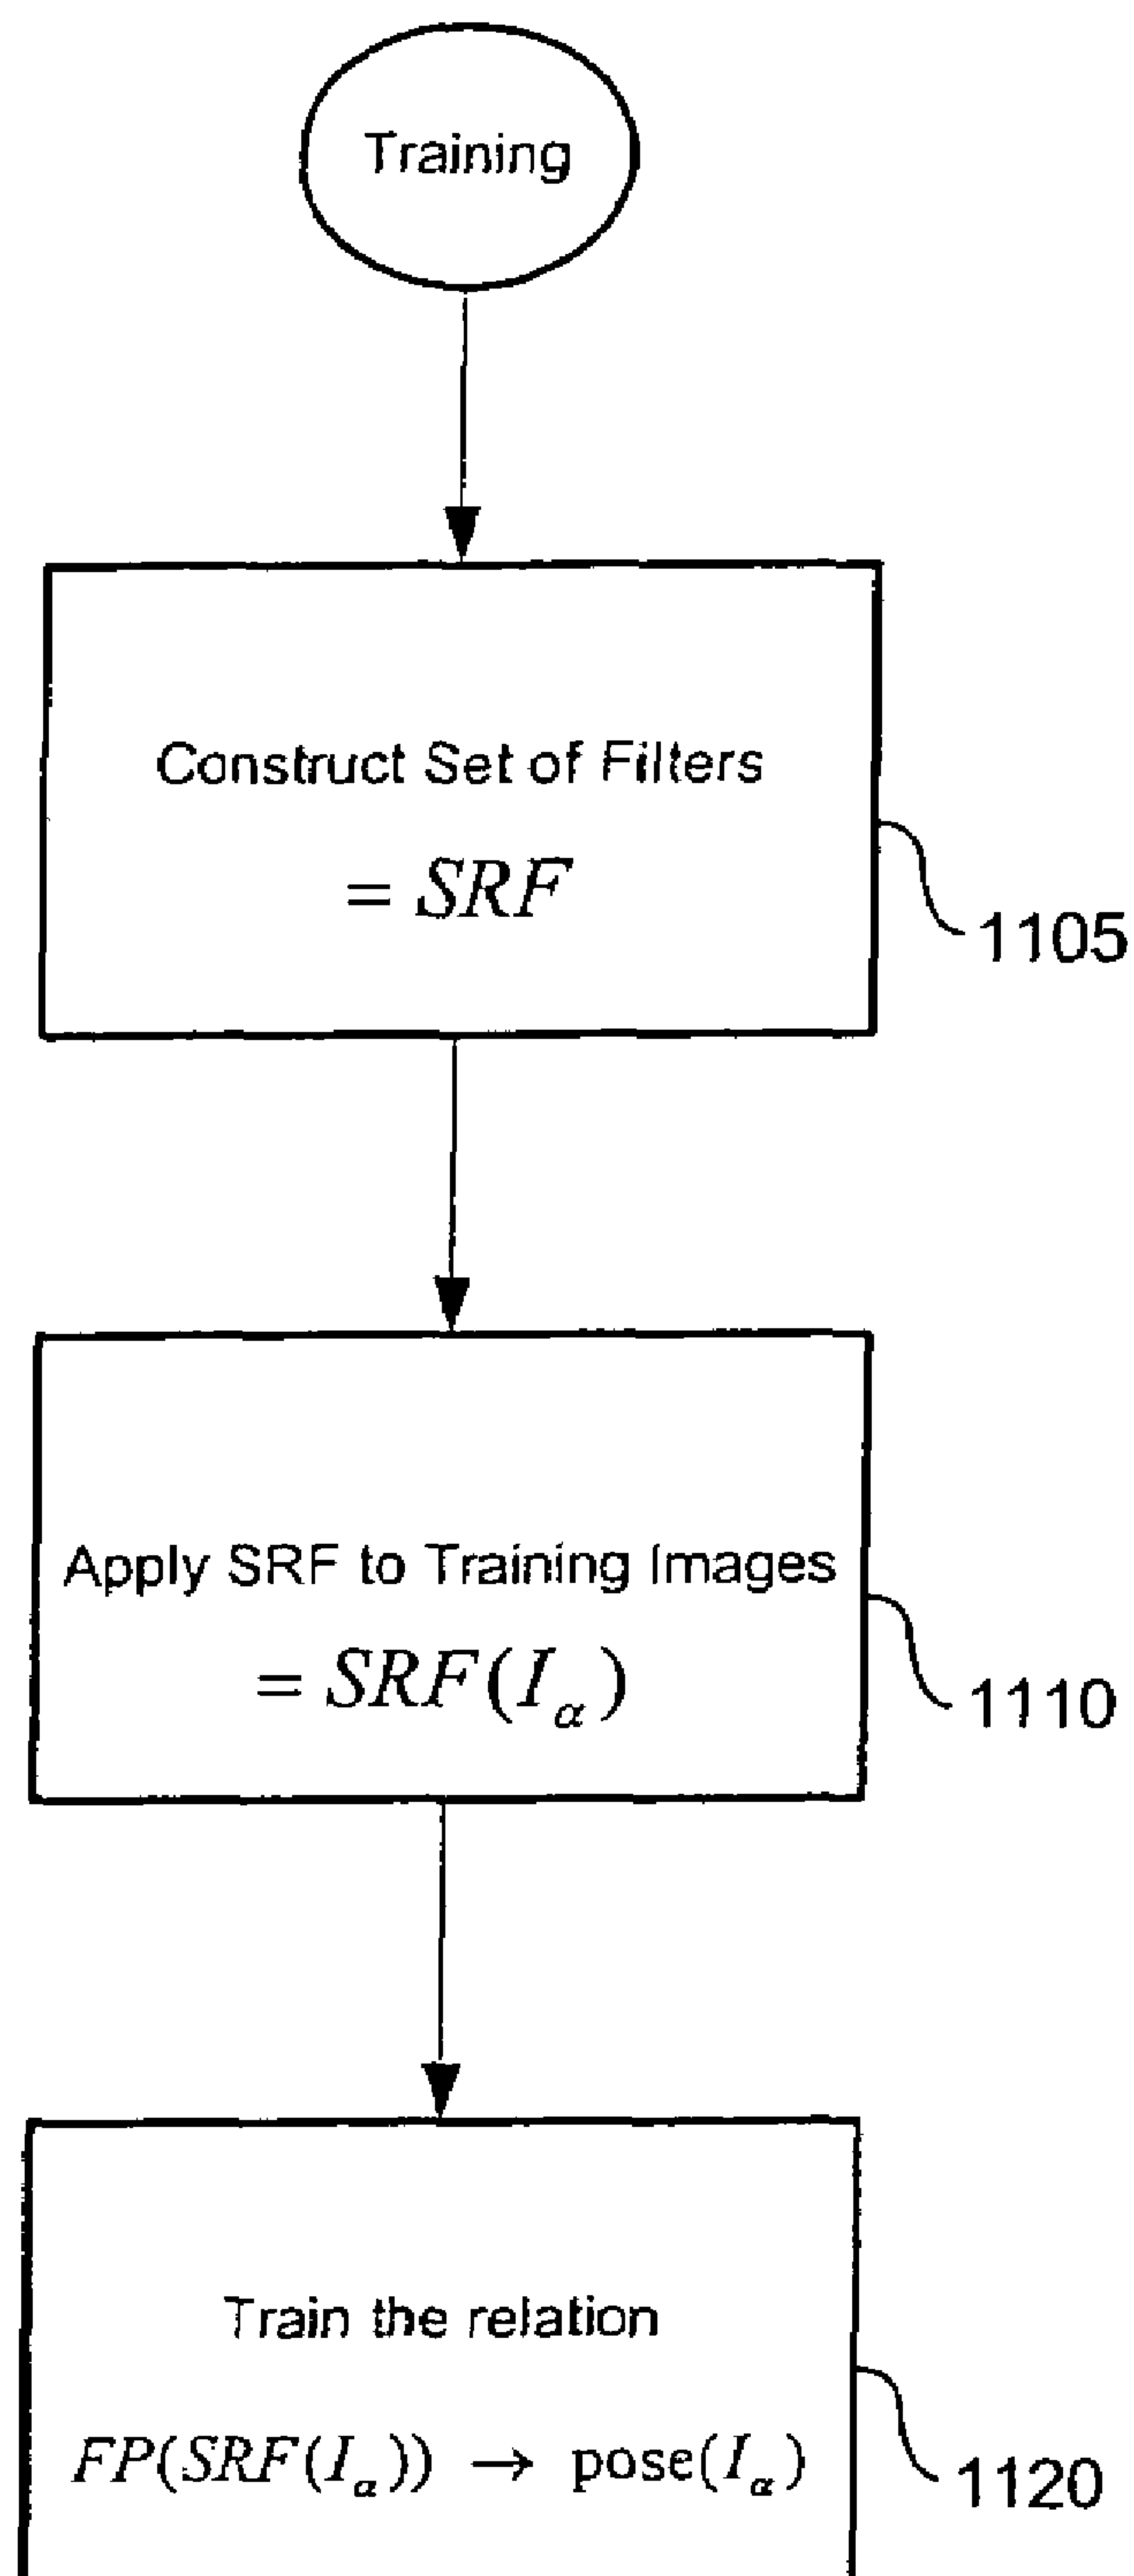 Training
Construct Set of Filters
= SRF
1105
Apply SRF to Training Images
= SRF(I_α)
1110
Train the relation
FP(SRF(I_α)) → pose(I_α)
1120